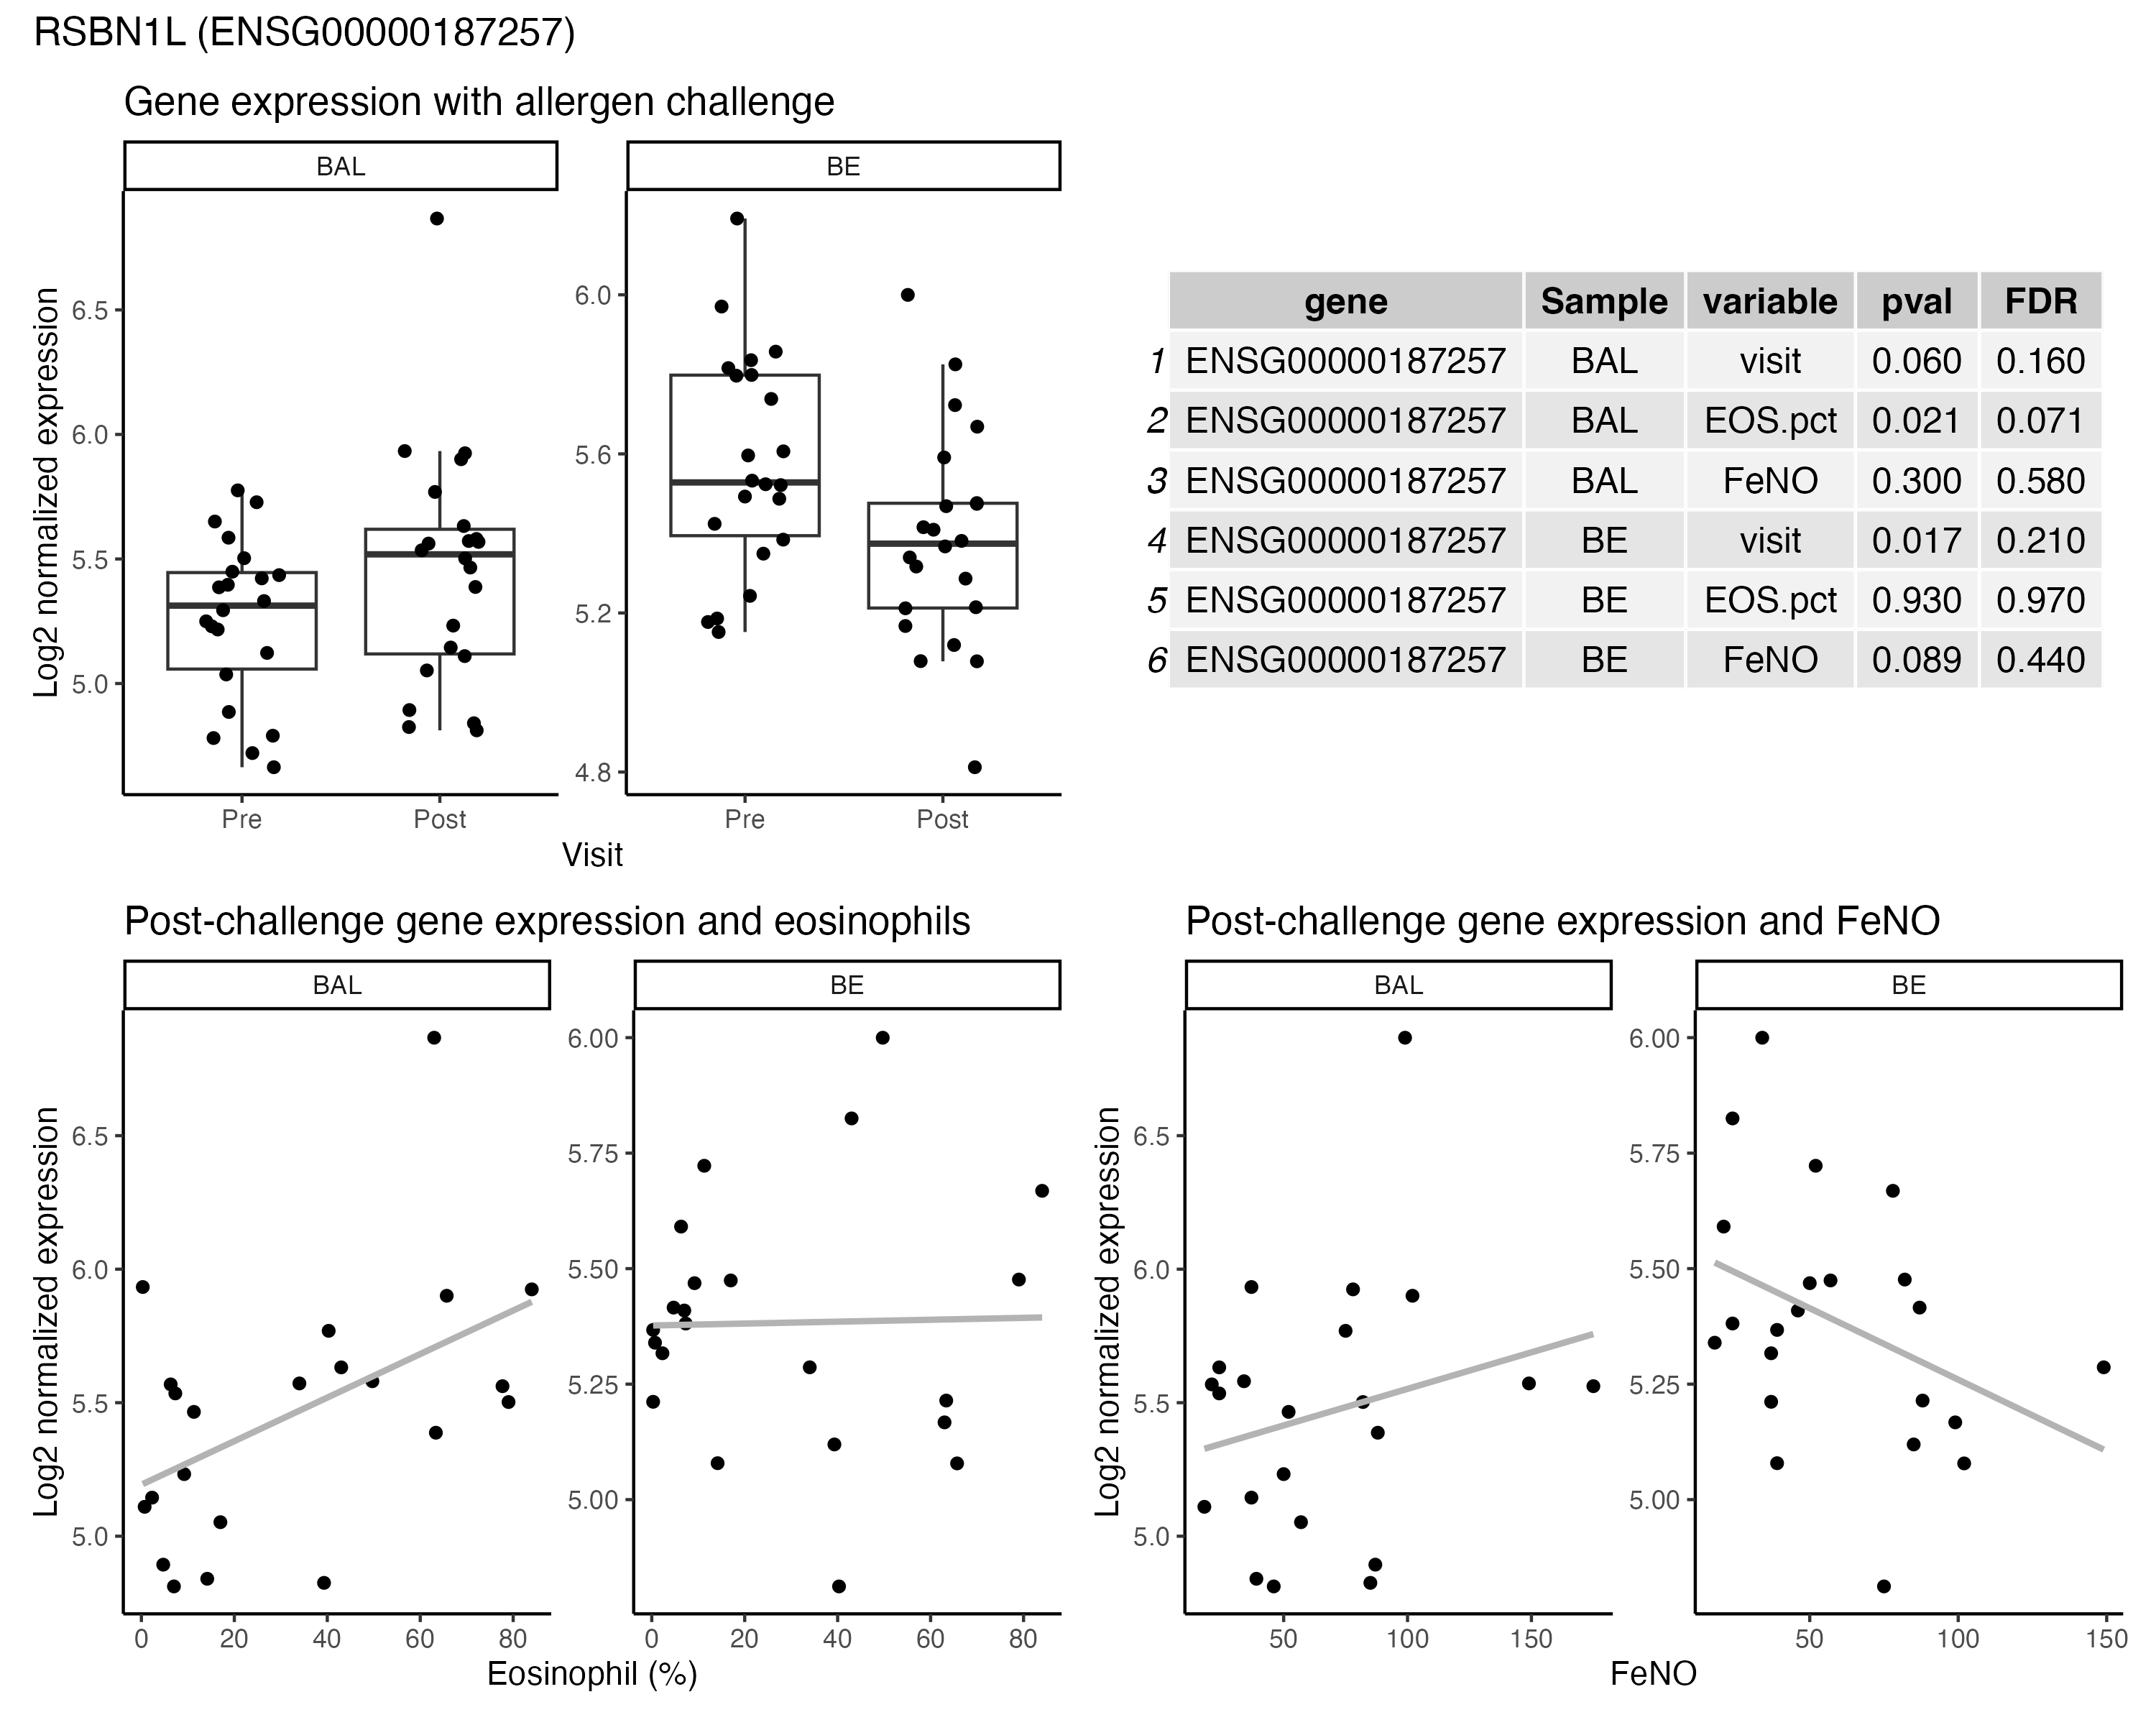 RSBN1L (ENSG00000187257)
Gene expression with allergen challenge
BAL
BE
Log2 normalized expression
6.5
6.0
5.5
5.0
6.0
5.6
5.2
4.8
Pre
Post
Pre
Post
Visit
gene Sample variable pval FDR
1 ENSG00000187257 BAL visit 0.060 0.160
2 ENSG00000187257 BAL EOS.pct 0.021 0.071
3 ENSG00000187257 BAL FeNO 0.300 0.580
4 ENSG00000187257 BE visit 0.017 0.210
5 ENSG00000187257 BE EOS.pct 0.930 0.970
6 ENSG00000187257 BE FeNO 0.089 0.440
Post-challenge gene expression and eosinophils
BAL
BE
Log2 normalized expression
6.5
6.0
5.5
5.0
6.00
5.75
5.50
5.25
5.00
0 20 40 60 80
0 20 40 60 80
Eosinophil (%)
Post-challenge gene expression and FeNO
BAL
BE
Log2 normalized expression
6.5
6.0
5.5
5.0
6.00
5.75
5.50
5.25
5.00
50 100 150
50 100 150
FeNO